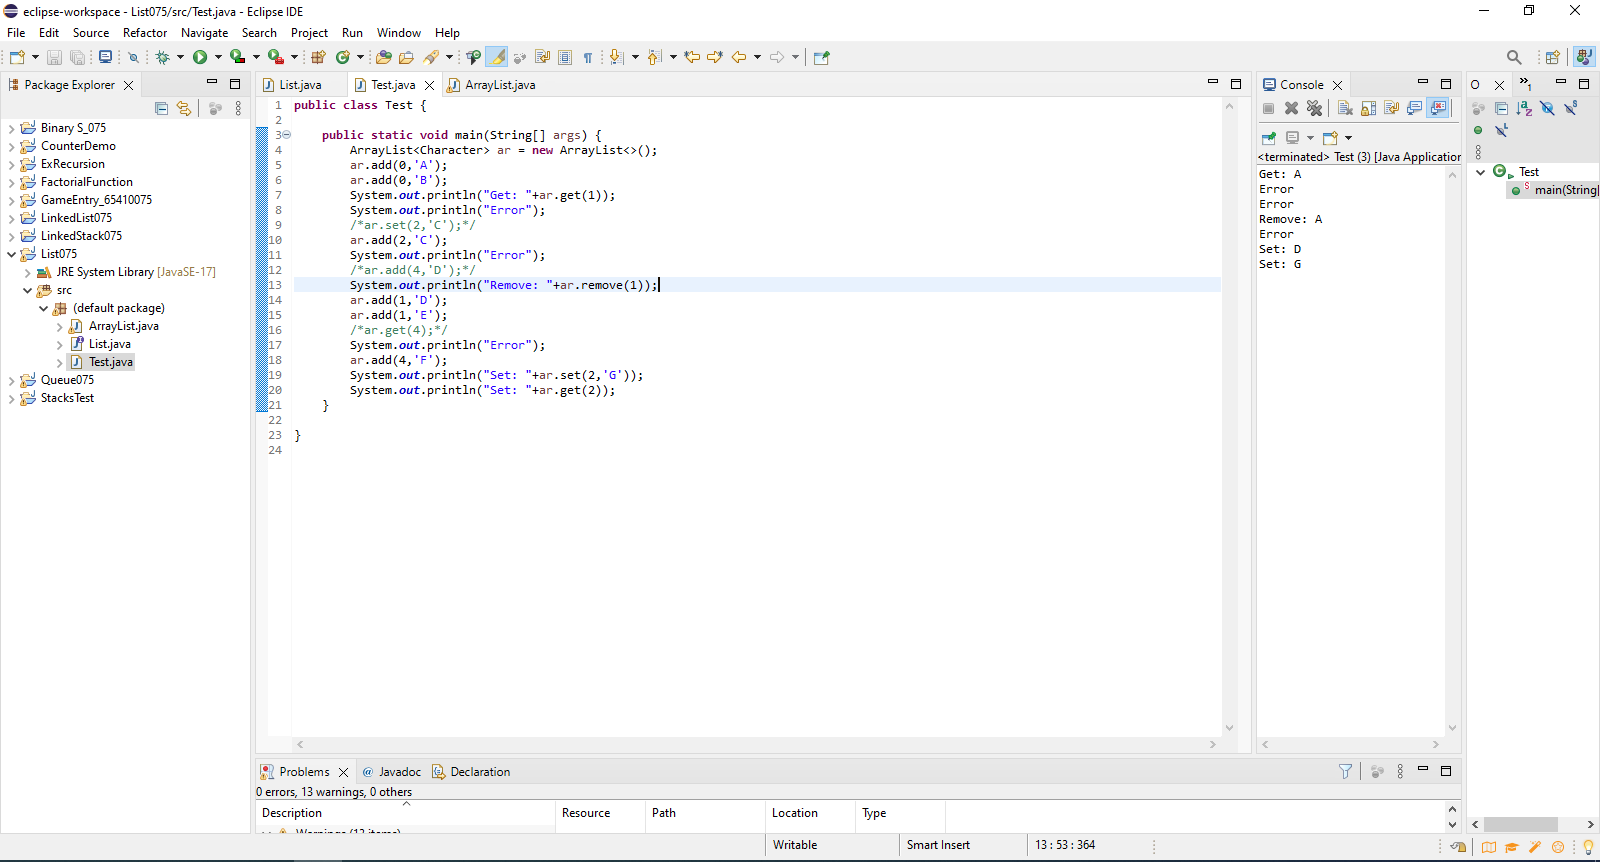 eclipse-workspace - List075/src/Test.java - Eclipse IDE
File Edit Source Refactor Navigate Search Project Run Window Help
Package Explorer
Binary S_075
CounterDemo
ExRecursion
FactorialFunction
GameEntry_65410075
LinkedList075
LinkedStack075
List075
JRE System Library [JavaSE-17]
src
(default package)
ArrayList.java
List.java
Test.java
Queue075
StacksTest
List.java Test.java ArrayList.java
1 public class Test {
2
3 public static void main(String[] args) {
4 ArrayList<Character> ar = new ArrayList<>();
5 ar.add(0,'A');
6 ar.add(0,'B');
7 System.out.println("Get: "+ar.get(1));
8 System.out.println("Error");
9 /*ar.set(2,'C');*/
10 ar.add(2,'C');
11 System.out.println("Error");
12 /*ar.add(4,'D');*/
13 System.out.println("Remove: "+ar.remove(1));
14 ar.add(1,'D');
15 ar.add(1,'E');
16 /*ar.get(4);*/
17 System.out.println("Error");
18 ar.add(4,'F');
19 System.out.println("Set: "+ar.set(2,'G'));
20 System.out.println("Set: "+ar.get(2));
21 }
22
23 }
24
Console
<terminated> Test (3) [Java Application
Get: A
Error
Error
Remove: A
Error
Set: D
Set: G
O
Test
main(String[
Problems @ Javadoc Declaration
0 errors, 13 warnings, 0 others
Description Resource Path Location Type
Warnings (13 items)
Writable Smart Insert 13 : 53 : 364